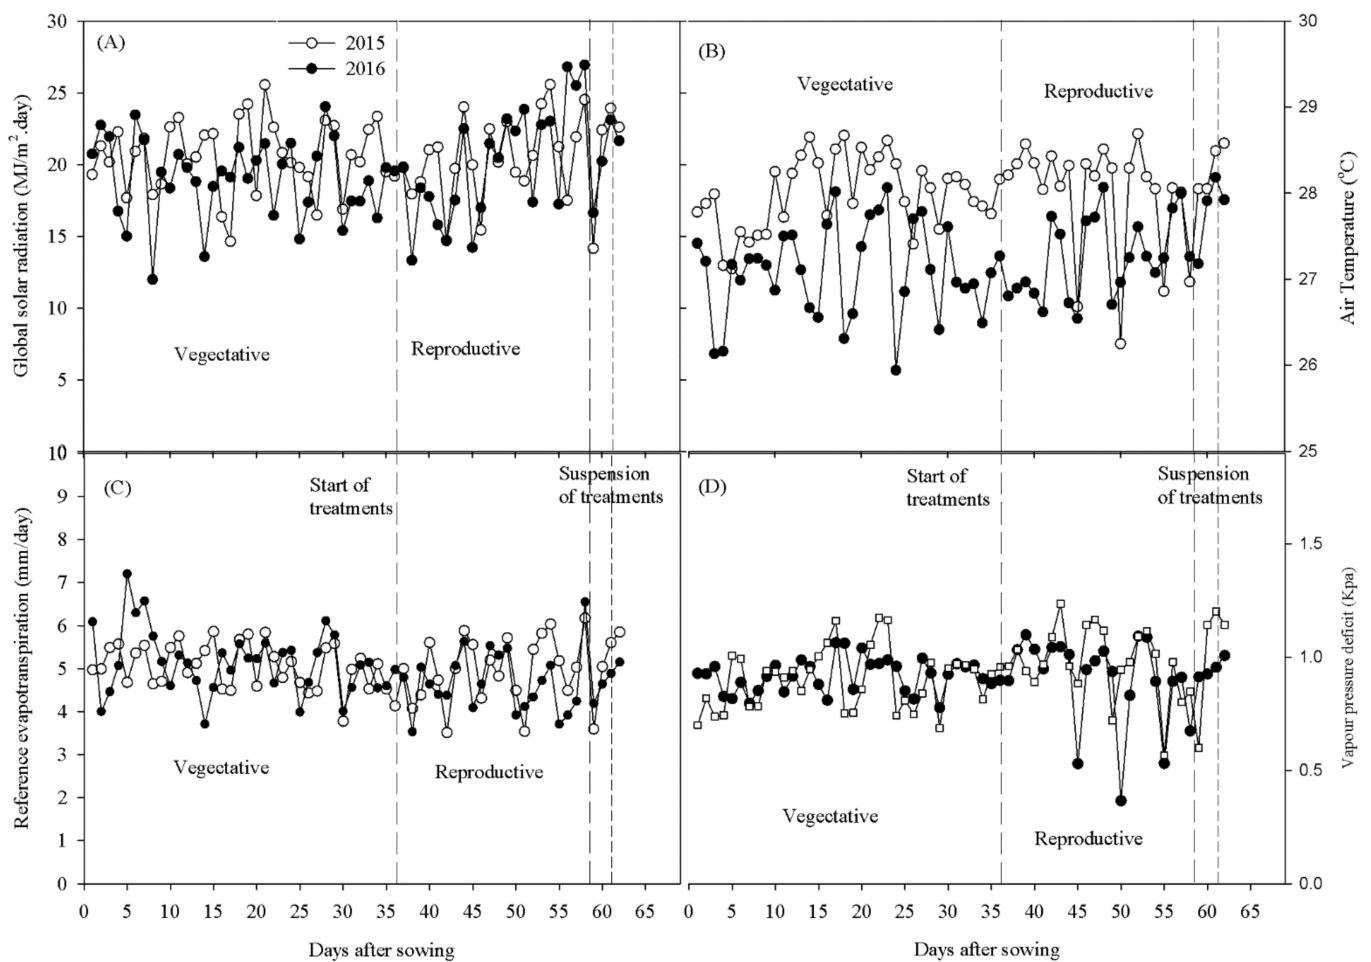 (A)
2015
2016
30
25
20
15
10
5
10
Global solar radiation (MJ/m².day)
Vegectative
Reproductive
(B)
Vegectative
Reproductive
30
29
28
27
26
25
Air Temperature (°C)
(C)
Start of
treatments
Suspension
of treatments
9
8
7
6
5
4
3
2
1
0
Reference evapotranspiration (mm/day)
Vegectative
Reproductive
0 5 10 15 20 25 30 35 40 45 50 55 60 65
Days after sowing
(D)
Start of
treatments
Suspension
of treatments
1.5
1.0
0.5
0.0
Vapour pressure deficit (Kpa)
Vegectative
Reproductive
0 5 10 15 20 25 30 35 40 45 50 55 60 65
Days after sowing